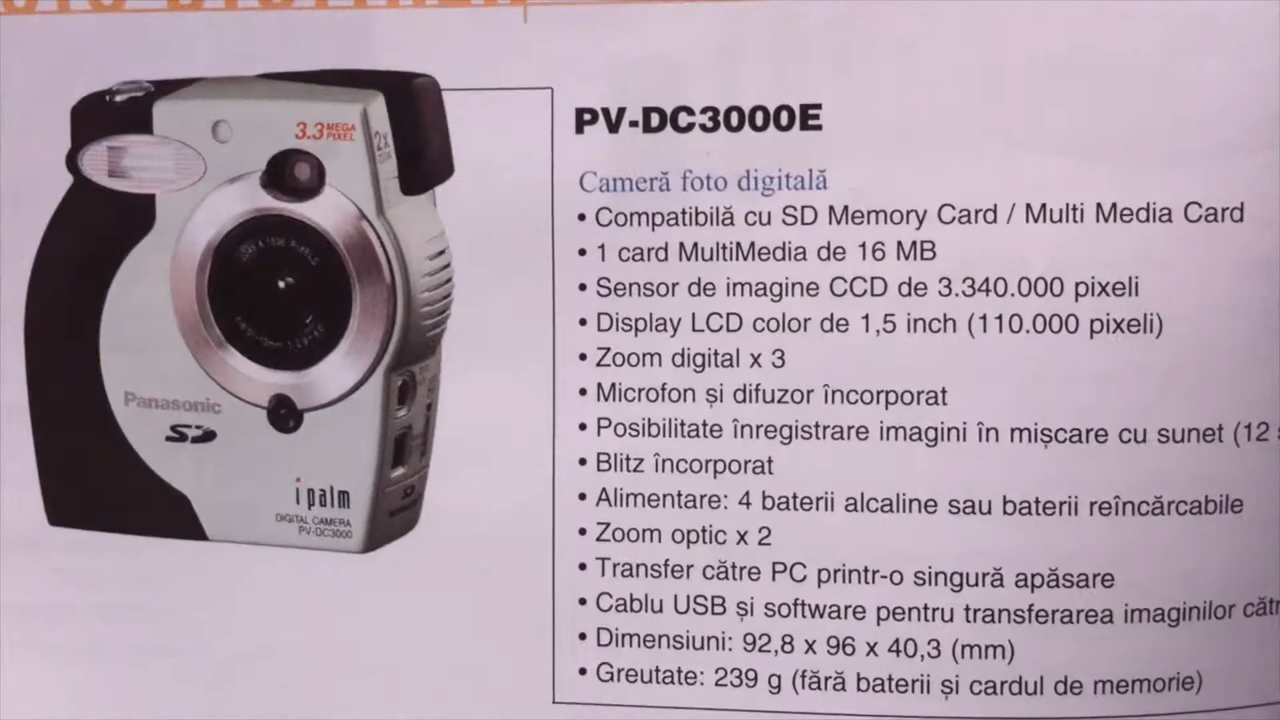 3.3 MEGA PIXEL
2x ZOOM
Panasonic
SD
i palm
DIGITAL CAMERA
PV-DC3000
PV-DC3000E
Cameră foto digitală
• Compatibilă cu SD Memory Card / Multi Media Card
• 1 card MultiMedia de 16 MB
• Sensor de imagine CCD de 3.340.000 pixeli
• Display LCD color de 1,5 inch (110.000 pixeli)
• Zoom digital x 3
• Microfon și difuzor încorporat
• Posibilitate înregistrare imagini în mișcare cu sunet (12
• Blitz încorporat
• Alimentare: 4 baterii alcaline sau baterii reîncărcabile
• Zoom optic x 2
• Transfer către PC printr-o singură apăsare
• Cablu USB și software pentru transferarea imaginilor
• Dimensiuni: 92,8 x 96 x 40,3 (mm)
• Greutate: 239 g (fără baterii și cardul de memorie)